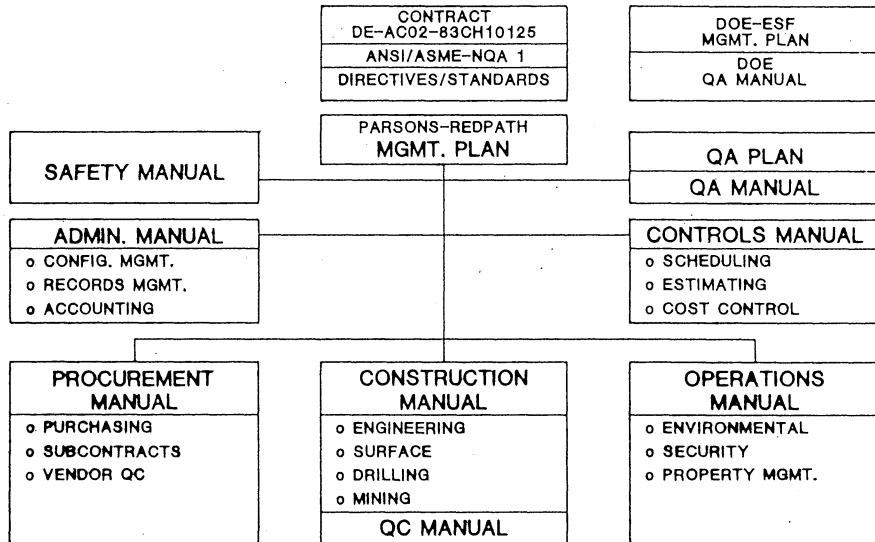 CONTRACT
DE-AC02-83CH10125
ANSI/ASME-NQA 1
DIRECTIVES/STANDARDS
DOE-ESF
MGMT. PLAN
DOE
QA MANUAL
PARSONS-REDPATH
MGMT. PLAN
SAFETY MANUAL
QA PLAN
QA MANUAL
ADMIN. MANUAL
o CONFIG. MGMT.
o RECORDS MGMT.
o ACCOUNTING
CONTROLS MANUAL
o SCHEDULING
o ESTIMATING
o COST CONTROL
PROCUREMENT
MANUAL
o PURCHASING
o SUBCONTRACTS
o VENDOR QC
CONSTRUCTION
MANUAL
o ENGINEERING
o SURFACE
o DRILLING
o MINING
QC MANUAL
OPERATIONS
MANUAL
o ENVIRONMENTAL
o SECURITY
o PROPERTY MGMT.